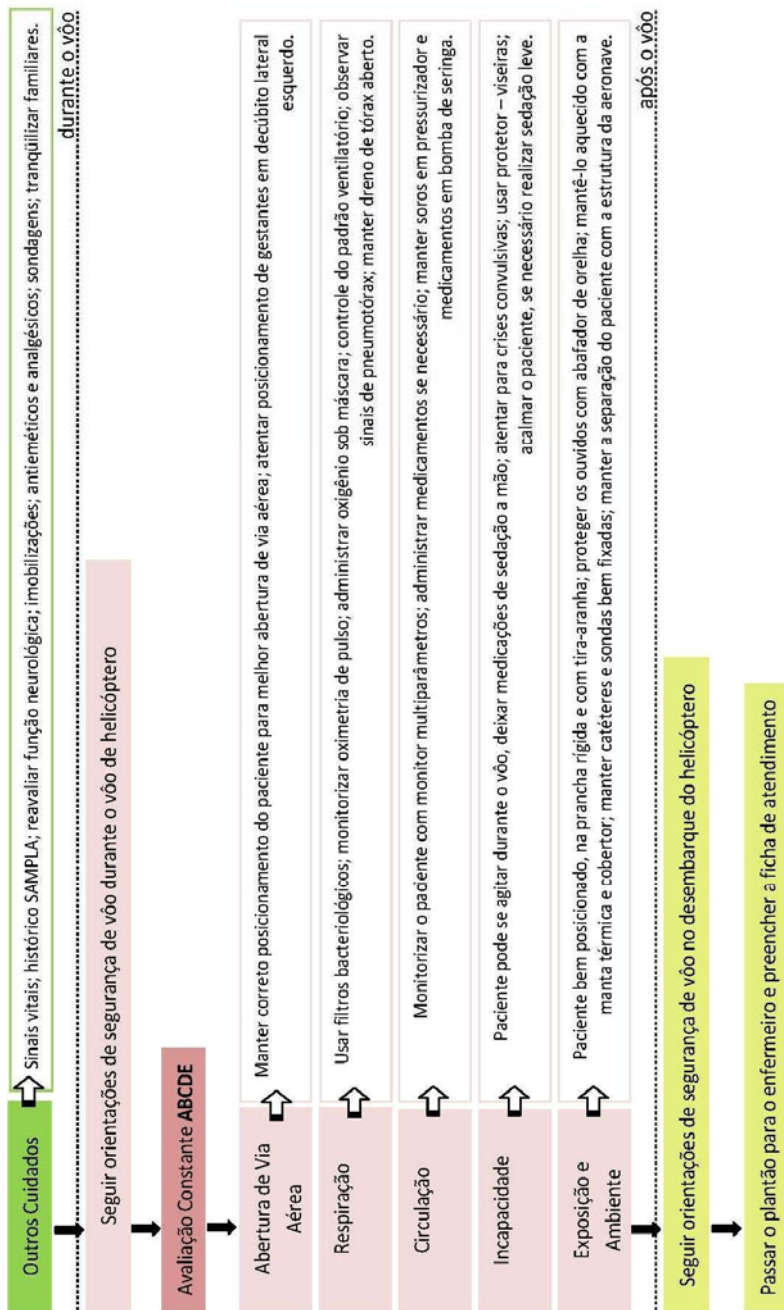 Outros Cuidados
Sinais vitais; histórico SAMPLA; reavaliar função neurológica; imobilizações; antieméticos e analgésicos; sondagens; tranqüilizar familiares.
durante o vôo
Seguir orientações de segurança de vôo durante o vôo de helicóptero
Avaliação Constante ABCDE
Abertura de Via
Aérea
Manter correto posicionamento do paciente para melhor abertura de via aérea; atentar posicionamento de gestantes em decúbito lateral
esquerdo.
Respiração
Usar filtros bacteriológicos; monitorizar oximetria de pulso; administrar oxigênio sob máscara; controle do padrão ventilatório; observar
sinais de pneumotórax; manter dreno de tórax aberto.
Circulação
Monitorizar o paciente com monitor multiparâmetros; administrar medicamentos se necessário; manter soros em pressurizador e
medicamentos em bomba de seringa.
Incapacidade
Paciente pode se agitar durante o vôo, deixar medicações de sedação a mão; atentar para crises convulsivas; usar protetor – viseiras;
acalmar o paciente, se necessário realizar sedação leve.
Exposição e
Ambiente
Paciente bem posicionado, na prancha rígida e com tira-aranha; proteger os ouvidos com abafador de orelha; mantê-lo aquecido com a
manta térmica e cobertor; manter catéteres e sondas bem fixadas; manter a separação do paciente com a estrutura da aeronave.
após o vôo
Seguir orientações de segurança de vôo no desembarque do helicóptero
Passar o plantão para o enfermeiro e preencher a ficha de atendimento